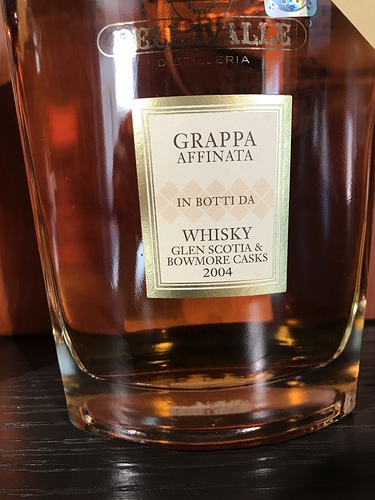 DISTILLERIA
GRAPPA
AFFINATA
IN BOTTI DA
WHISKY
GLEN SCOTIA &
BOWMORE CASKS
2004